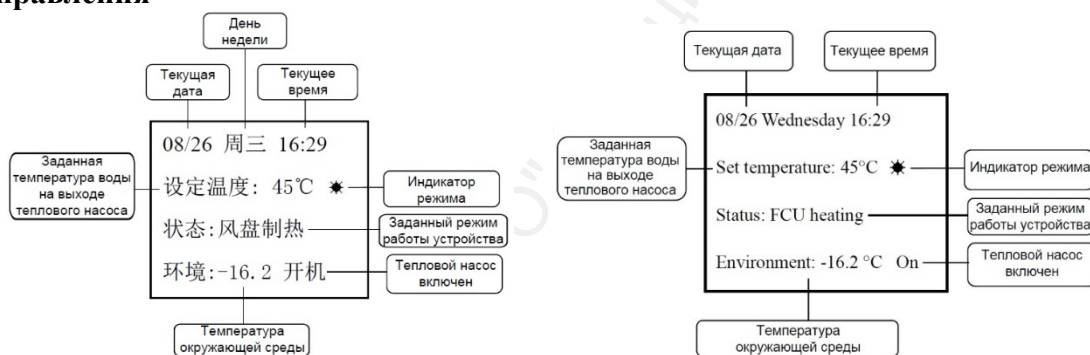 День
недели
Текущая
дата
Текущее
время
08/26 周三 16:29
Заданная
температура воды
на выходе
теплового насоса
设定温度: 45℃ ☀
Индикатор
режима
状态:风盘制热
Заданный режим
работы устройства
环境:-16.2 开机
Тепловой насос
включен
Температура
окружающей среды
Текущая дата
Текущее время
08/26 Wednesday 16:29
Заданная
температура воды
на выходе
теплового насоса
Set temperature: 45°C ☀
Индикатор режима
Status: FCU heating
Заданный режим
работы устройства
Environment: -16.2 °C On
Тепловой насос
включен
Температура
окружающей среды